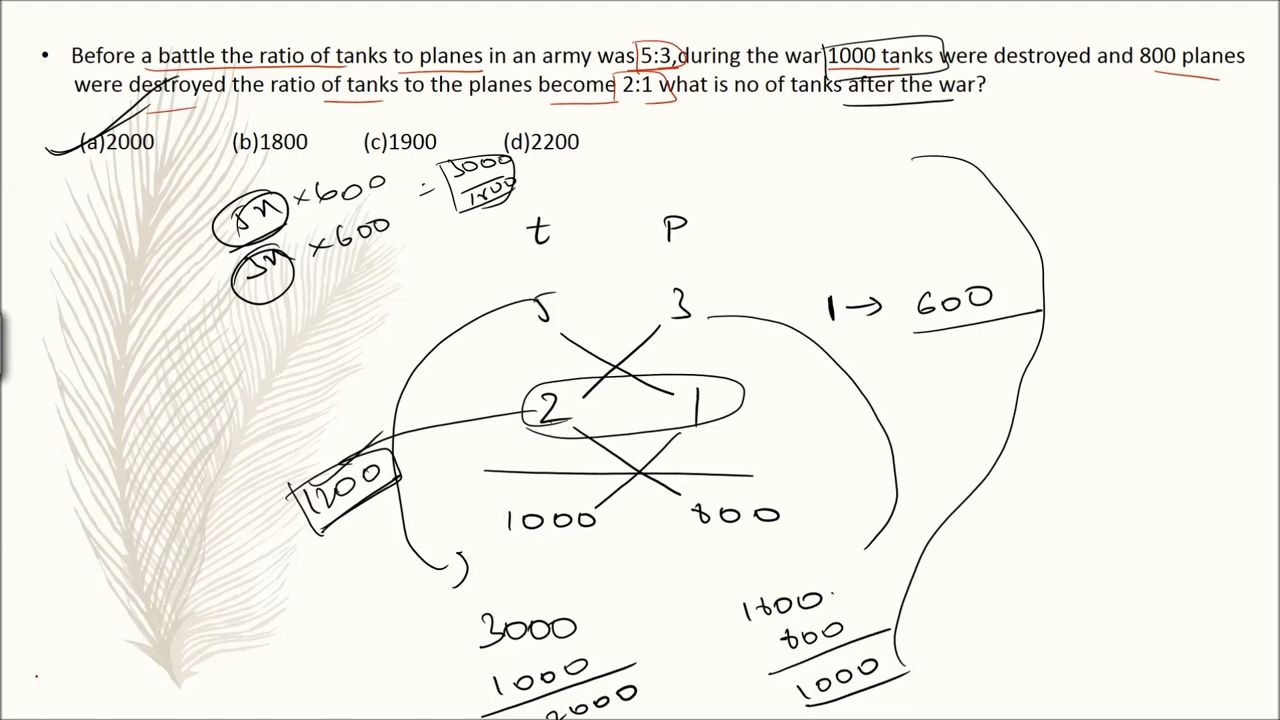 • Before a battle the ratio of tanks to planes in an army was 5:3,during the war 1000 tanks were destroyed and 800 planes
were destroyed the ratio of tanks to the planes become 2:1 what is no of tanks after the war?
(a)2000 (b)1800 (c)1900 (d)2200
5x × 600 = 3000
1800
3x × 600
t P
5 3
1 → 600
2 1
1200
1000 800
3000 1800
1000 800
2000 1000